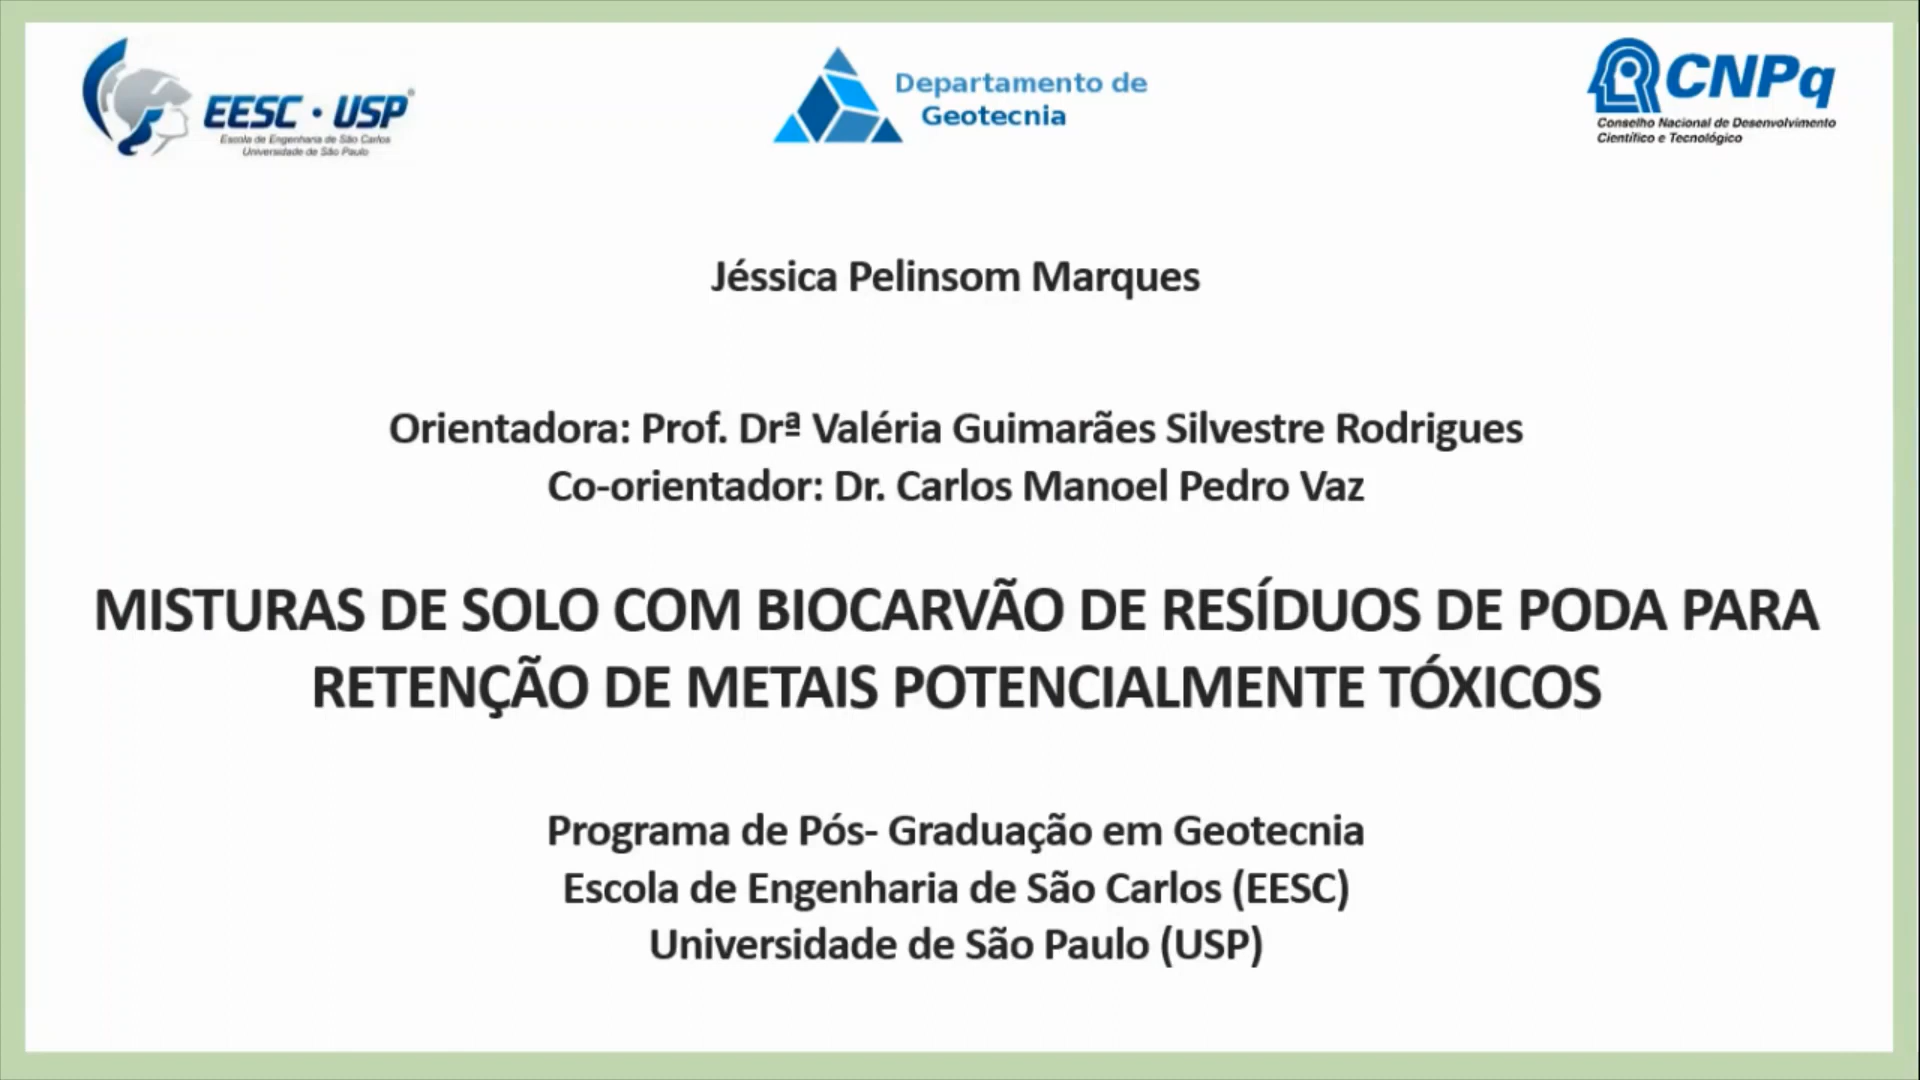 EESC · USP
Escola de Engenharia de São Carlos
Universidade de São Paulo
Departamento de
Geotecnia
CNPq
Conselho Nacional de Desenvolvimento
Científico e Tecnológico
Jéssica Pelinsom Marques
Orientadora: Prof. Drª Valéria Guimarães Silvestre Rodrigues
Co-orientador: Dr. Carlos Manoel Pedro Vaz
MISTURAS DE SOLO COM BIOCARVÃO DE RESÍDUOS DE PODA PARA
RETENÇÃO DE METAIS POTENCIALMENTE TÓXICOS
Programa de Pós- Graduação em Geotecnia
Escola de Engenharia de São Carlos (EESC)
Universidade de São Paulo (USP)